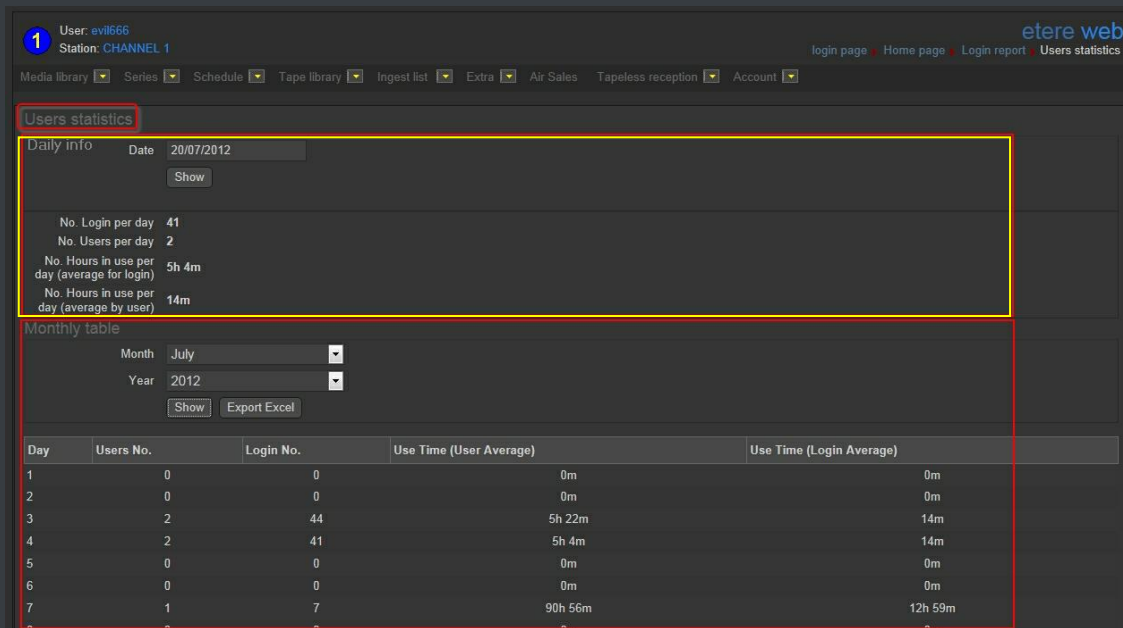 1
User: evil666
Station: CHANNEL 1
etere web
login page Home page Login report Users statistics
Media library Series Schedule Tape library Ingest list Extra Air Sales Tapeless reception Account
Users statistics
Daily info
Date 20/07/2012
Show
No. Login per day 41
No. Users per day 2
No. Hours in use per
day (average for login) 5h 4m
No. Hours in use per
day (average by user) 14m
Monthly table
Month July
Year 2012
Show Export Excel
Day Users No. Login No. Use Time (User Average) Use Time (Login Average)
1 0 0 0m 0m
2 0 0 0m 0m
3 2 44 5h 22m 14m
4 2 41 5h 4m 14m
5 0 0 0m 0m
6 0 0 0m 0m
7 1 7 90h 56m 12h 59m